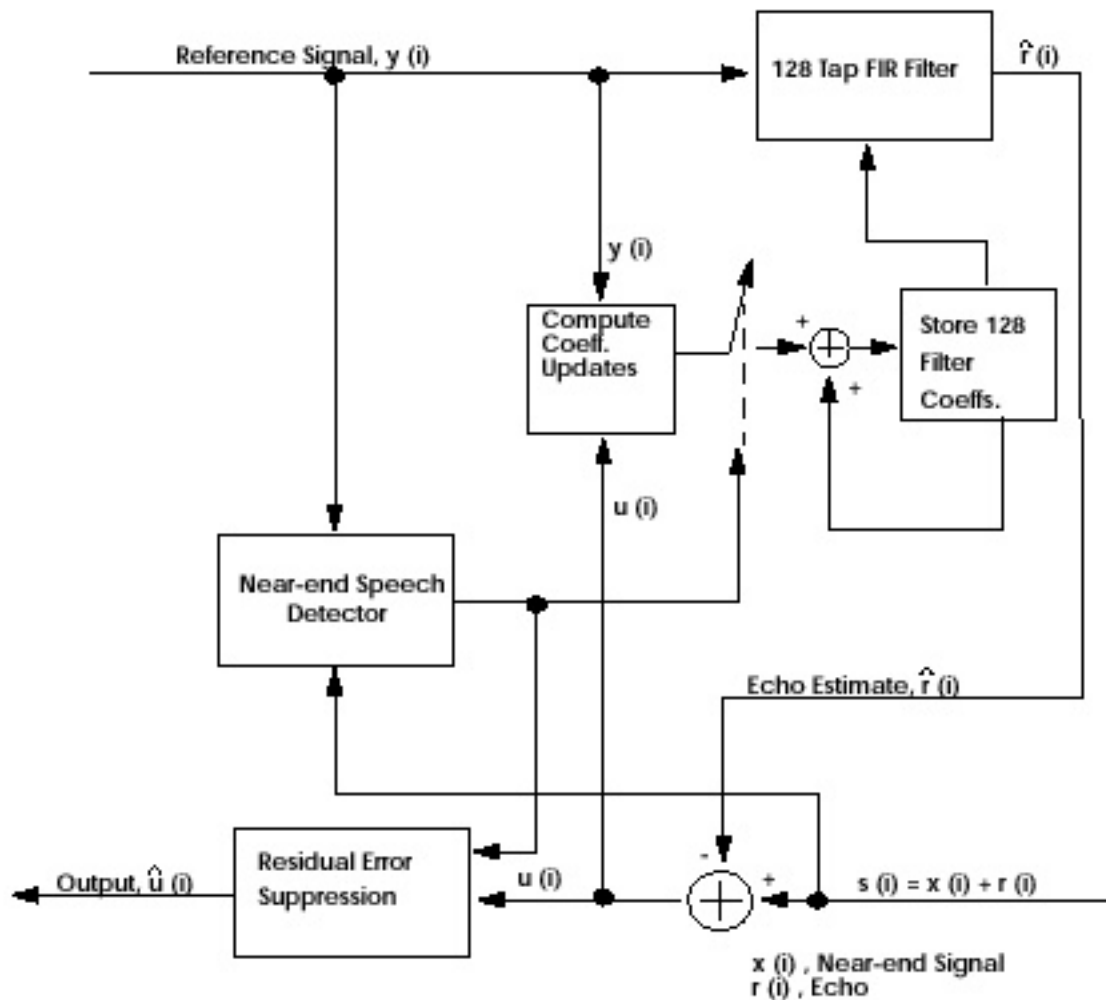 Reference Signal, y (i)
128 Tap FIR Filter
r̂ (i)
y (i)
Compute
Coeff.
Updates
+
+
Store 128
Filter
Coeffs.
u (i)
Near-end Speech
Detector
Echo Estimate, r̂ (i)
Residual Error
Suppression
Output, û (i)
u (i)
-
+
s (i) = x (i) + r (i)
x (i) , Near-end Signal
r (i) , Echo